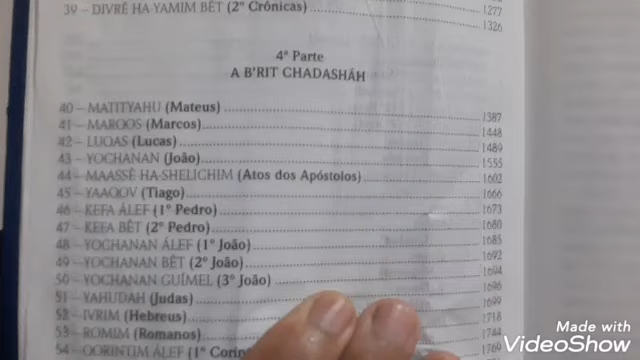 39 – DIVRÊ HA-YAMIM BÊT (2º Crônicas) 1277
1326
4ª Parte
A B'RIT CHADASHÁH
40 – MATITYAHU (Mateus) 1387
41 – MARQOS (Marcos) 1448
42 – LUQAS (Lucas) 1489
43 – YOCHANAN (João) 1555
44 – MAASSÊ HA-SHELICHIM (Atos dos Apóstolos) 1602
45 – YAAQOV (Tiago) 1666
46 – KEFA ÁLEF (1º Pedro) 1673
47 – KEFA BÊT (2º Pedro) 1680
48 – YOCHANAN ÁLEF (1º João) 1685
49 – YOCHANAN BÊT (2º João) 1692
50 – YOCHANAN GUÍMEL (3º João) 1694
51 – YAHUDAH (Judas) 1696
52 – IVRIM (Hebreus) 1699
53 – ROMIM (Romanos) 1718
54 – QORINTIM ÁLEF (1º Corin 1744
1760
Made with
VideoShow